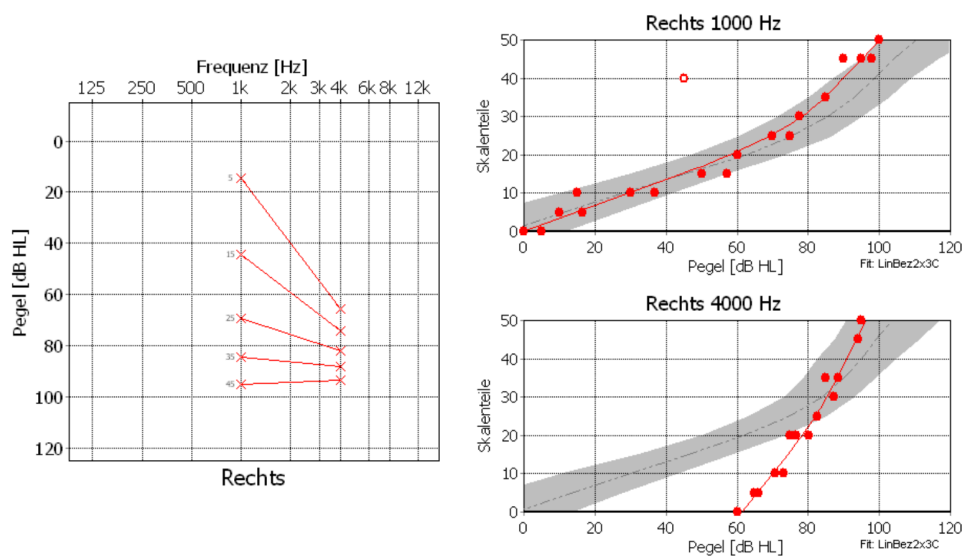 Frequenz [Hz]
125 250 500 1k 2k 3k 4k 6k 8k 12k
Pegel [dB HL]
0
20
40
60
80
100
120
5
15
25
35
45
Rechts
Rechts 1000 Hz
Skalenteile
50
40
30
20
10
0
0 20 40 60 80 100 120
Pegel [dB HL]
Fit: LinBez2x3C
Rechts 4000 Hz
Skalenteile
50
40
30
20
10
0
0 20 40 60 80 100 120
Pegel [dB HL]
Fit: LinBez2x3C